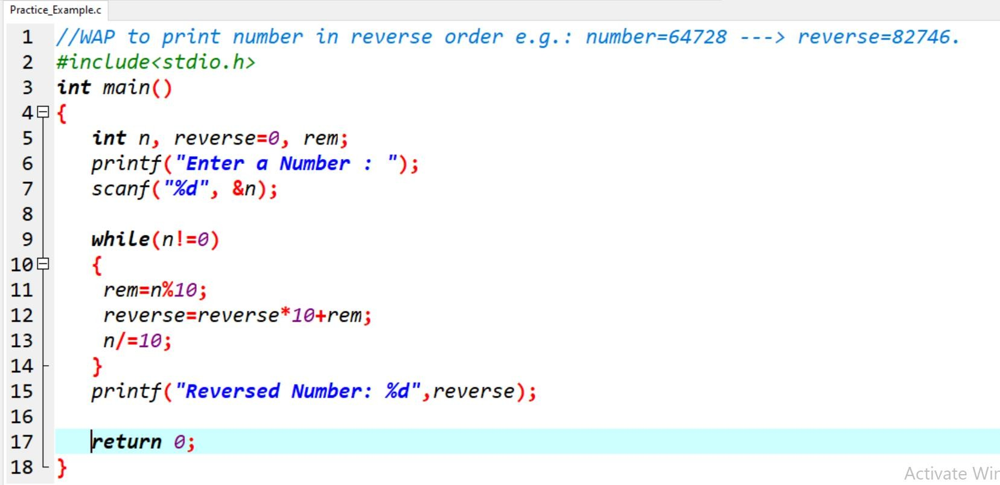 Practice_Example.c
1 //WAP to print number in reverse order e.g.: number=64728 ---> reverse=82746.
2 #include<stdio.h>
3 int main()
4 {
5 int n, reverse=0, rem;
6 printf("Enter a Number : ");
7 scanf("%d", &n);
8
9 while(n!=0)
10 {
11 rem=n%10;
12 reverse=reverse*10+rem;
13 n/=10;
14 }
15 printf("Reversed Number: %d",reverse);
16
17 return 0;
18 }
Activate Win